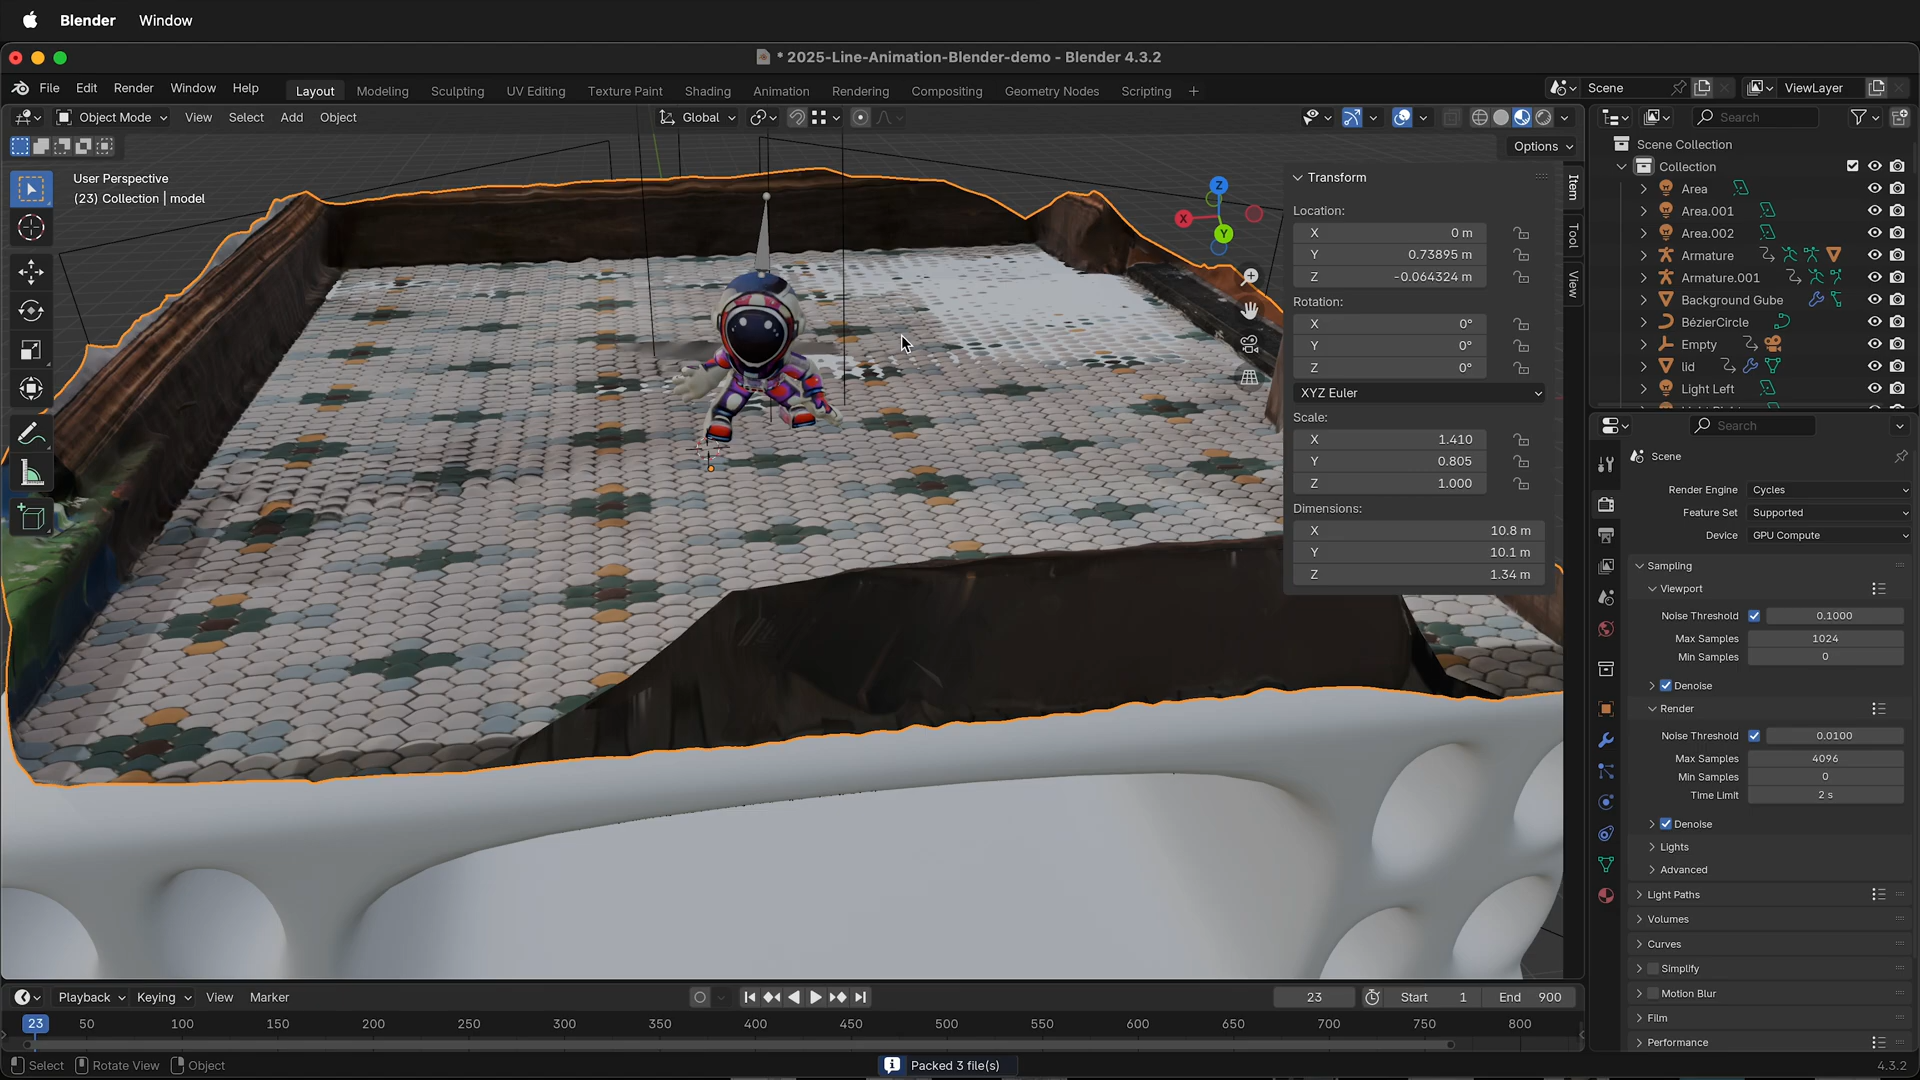 Blender Window
* 2025-Line-Animation-Blender-demo - Blender 4.3.2
File Edit Render Window Help Layout Modeling Sculpting UV Editing Texture Paint Shading Animation Rendering Compositing Geometry Nodes Scripting + Scene ViewLayer
Object Mode View Select Add Object Global Search
Options
User Perspective
(23) Collection | model
X Y Z
Transform
Location:
X 0 m
Y 0.73895 m
Z -0.064324 m
Rotation:
X 0°
Y 0°
Z 0°
XYZ Euler
Scale:
X 1.410
Y 0.805
Z 1.000
Dimensions:
X 10.8 m
Y 10.1 m
Z 1.34 m
Item
Tool
View
Scene Collection
Collection
Area
Area.001
Area.002
Armature
Armature.001
Background Gube
BézierCircle
Empty
lid
Light Left
Search
Scene
Render Engine Cycles
Feature Set Supported
Device GPU Compute
Sampling
Viewport
Noise Threshold 0.1000
Max Samples 1024
Min Samples 0
Denoise
Render
Noise Threshold 0.0100
Max Samples 4096
Min Samples 0
Time Limit 2 s
Denoise
Lights
Advanced
Light Paths
Volumes
Curves
Simplify
Motion Blur
Film
Performance
Playback Keying View Marker 23 Start 1 End 900
23 50 100 150 200 250 300 350 400 450 500 550 600 650 700 750 800
Select Rotate View Object Packed 3 file(s) 4.3.2